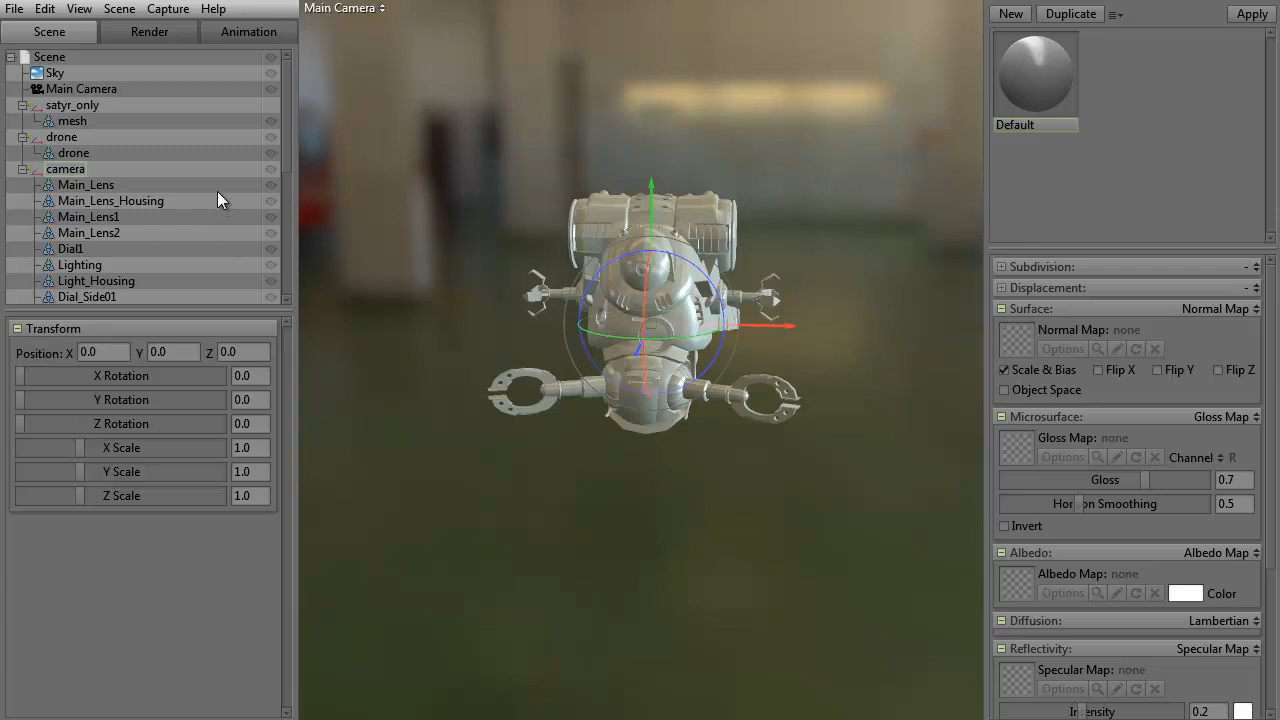 File Edit View Scene Capture Help
Main Camera
New Duplicate Apply
Scene Render Animation
Scene
Sky
Main Camera
satyr_only
mesh
drone
drone
camera
Main_Lens
Main_Lens_Housing
Main_Lens1
Main_Lens2
Dial1
Lighting
Light_Housing
Dial_Side01
Transform
Position: X 0.0 Y 0.0 Z 0.0
X Rotation 0.0
Y Rotation 0.0
Z Rotation 0.0
X Scale 1.0
Y Scale 1.0
Z Scale 1.0
Default
Subdivision: -
Displacement: -
Surface: Normal Map
Normal Map: none
Options
Scale & Bias Flip X Flip Y Flip Z
Object Space
Microsurface: Gloss Map
Gloss Map: none
Options Channel R
Gloss 0.7
Horizon Smoothing 0.5
Invert
Albedo: Albedo Map
Albedo Map: none
Options Color
Diffusion: Lambertian
Reflectivity: Specular Map
Specular Map: none
Options
Intensity 0.2